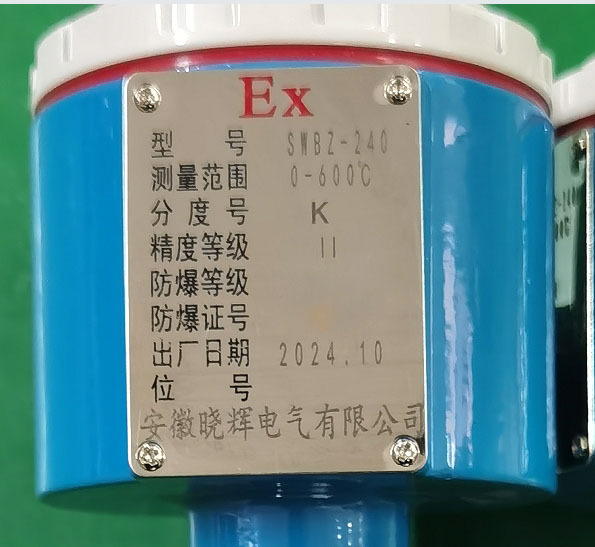 Ex
型 号 SWBZ-240
测量范围 0-600℃
分度号 K
精度等级 II
防爆等级
防爆证号
出厂日期 2024.10
位 号
安徽晓辉电气有限公司